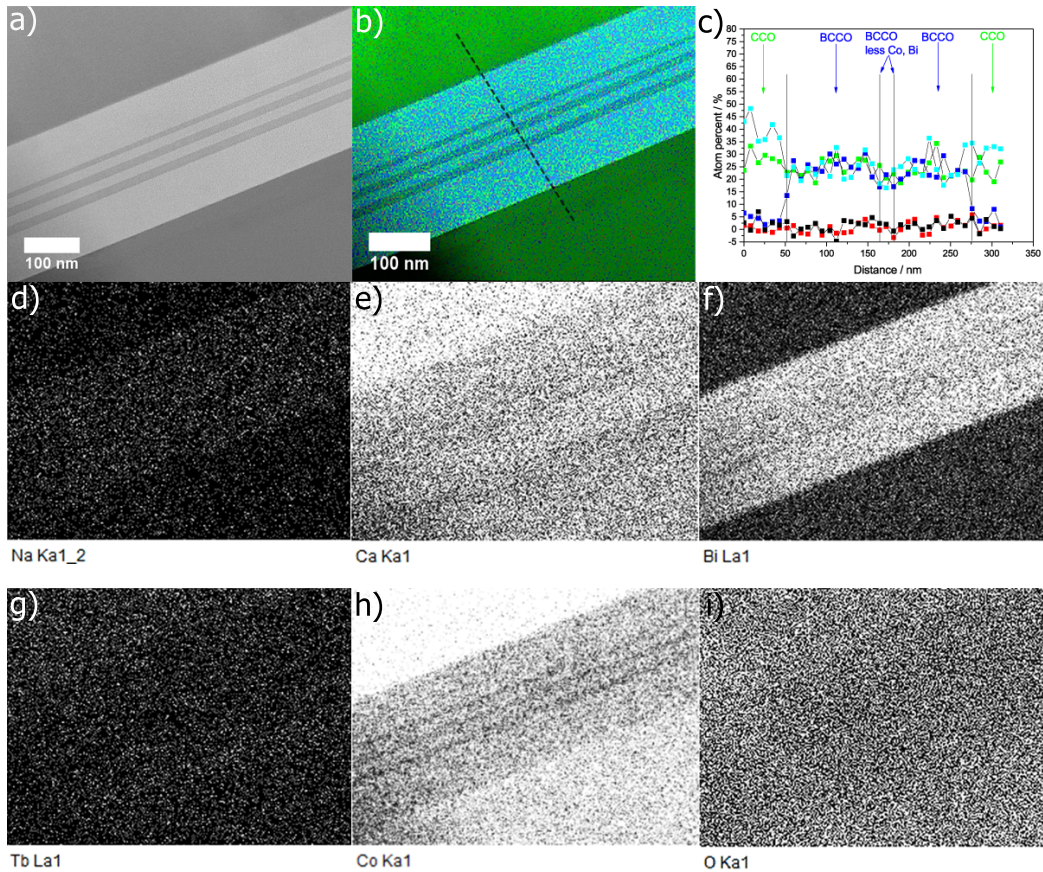 a)
100 nm
b)
100 nm
c)
Atom percent / %
80
75
70
65
60
55
50
45
40
35
30
25
20
15
10
5
0
-5
CCO
BCCO
BCCO
less Co, Bi
BCCO
CCO
0
50
100
150
200
250
300
350
Distance / nm
d)
Na Ka1_2
e)
Ca Ka1
f)
Bi La1
g)
Tb La1
h)
Co Ka1
i)
O Ka1